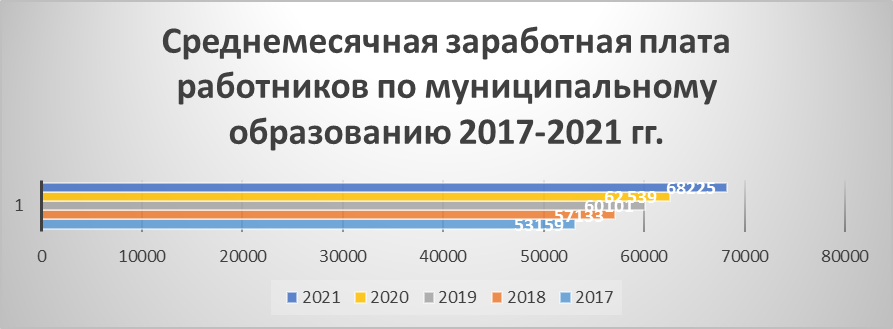 Среднемесячная заработная плата
работников по муниципальному
образованию 2017-2021 гг.
68225
62 539
60101
57133
53159
1
0 10000 20000 30000 40000 50000 60000 70000 80000
2021 2020 2019 2018 2017